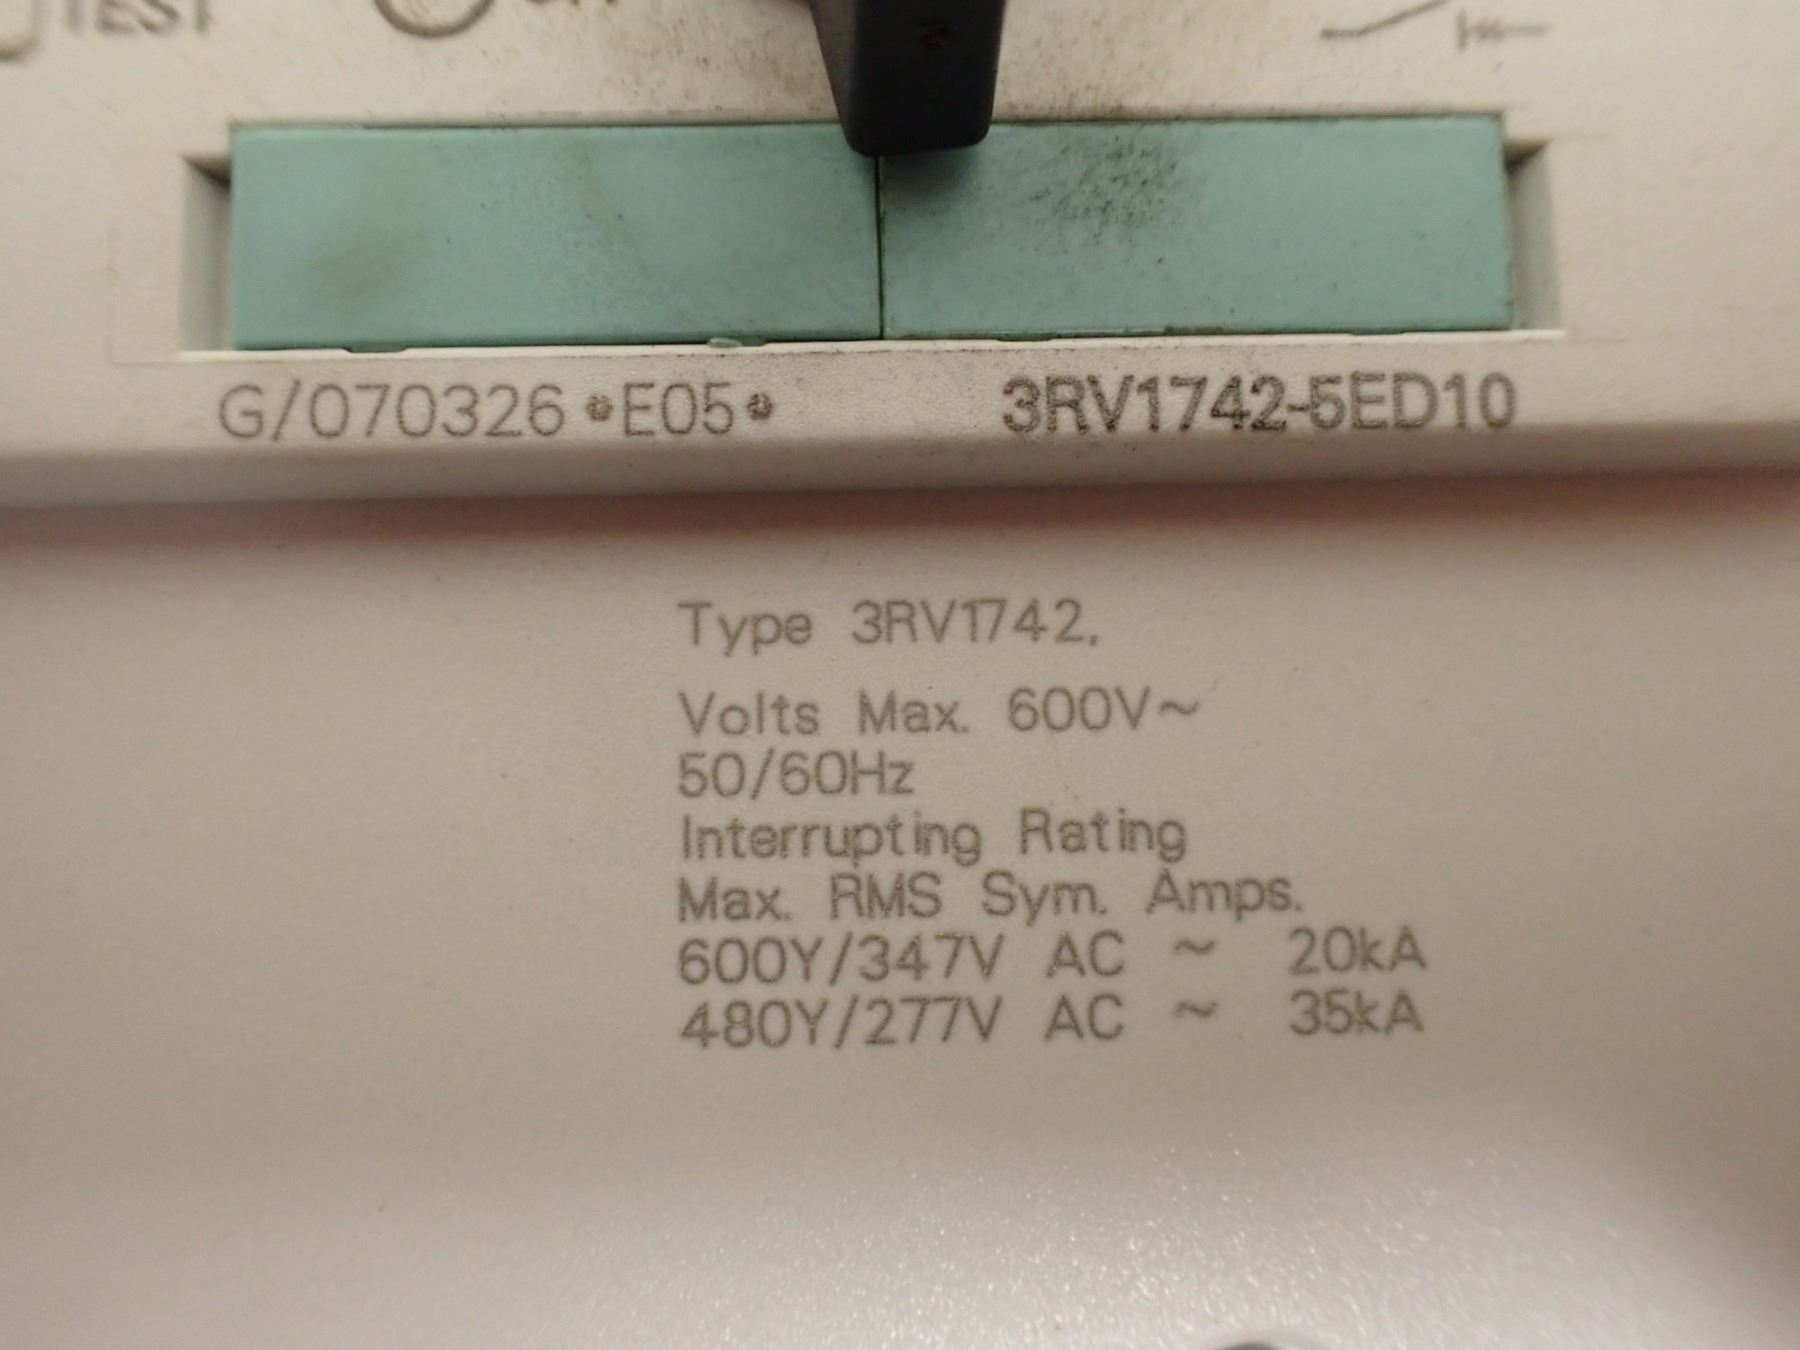 TEST
G/070326 *E05* 3RV1742-5ED10
Type 3RV1742.
Volts Max. 600V~
50/60Hz
Interrupting Rating
Max. RMS Sym. Amps.
600Y/347V AC ~ 20kA
480Y/277V AC ~ 35kA